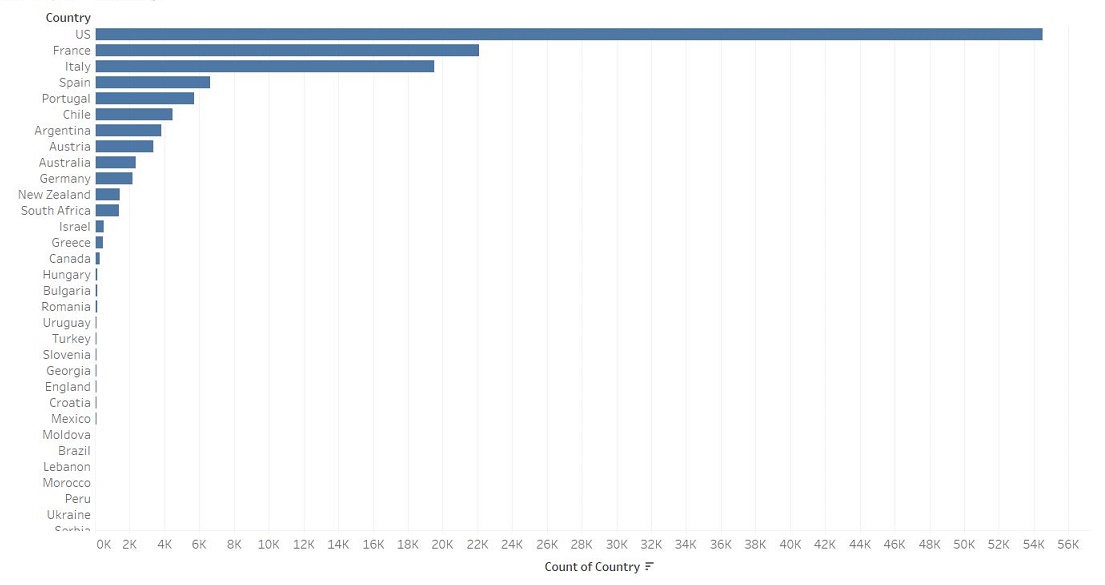 Country
US
France
Italy
Spain
Portugal
Chile
Argentina
Austria
Australia
Germany
New Zealand
South Africa
Israel
Greece
Canada
Hungary
Bulgaria
Romania
Uruguay
Turkey
Slovenia
Georgia
England
Croatia
Mexico
Moldova
Brazil
Lebanon
Morocco
Peru
Ukraine
Serbia
0K 2K 4K 6K 8K 10K 12K 14K 16K 18K 20K 22K 24K 26K 28K 30K 32K 34K 36K 38K 40K 42K 44K 46K 48K 50K 52K 54K 56K
Count of Country